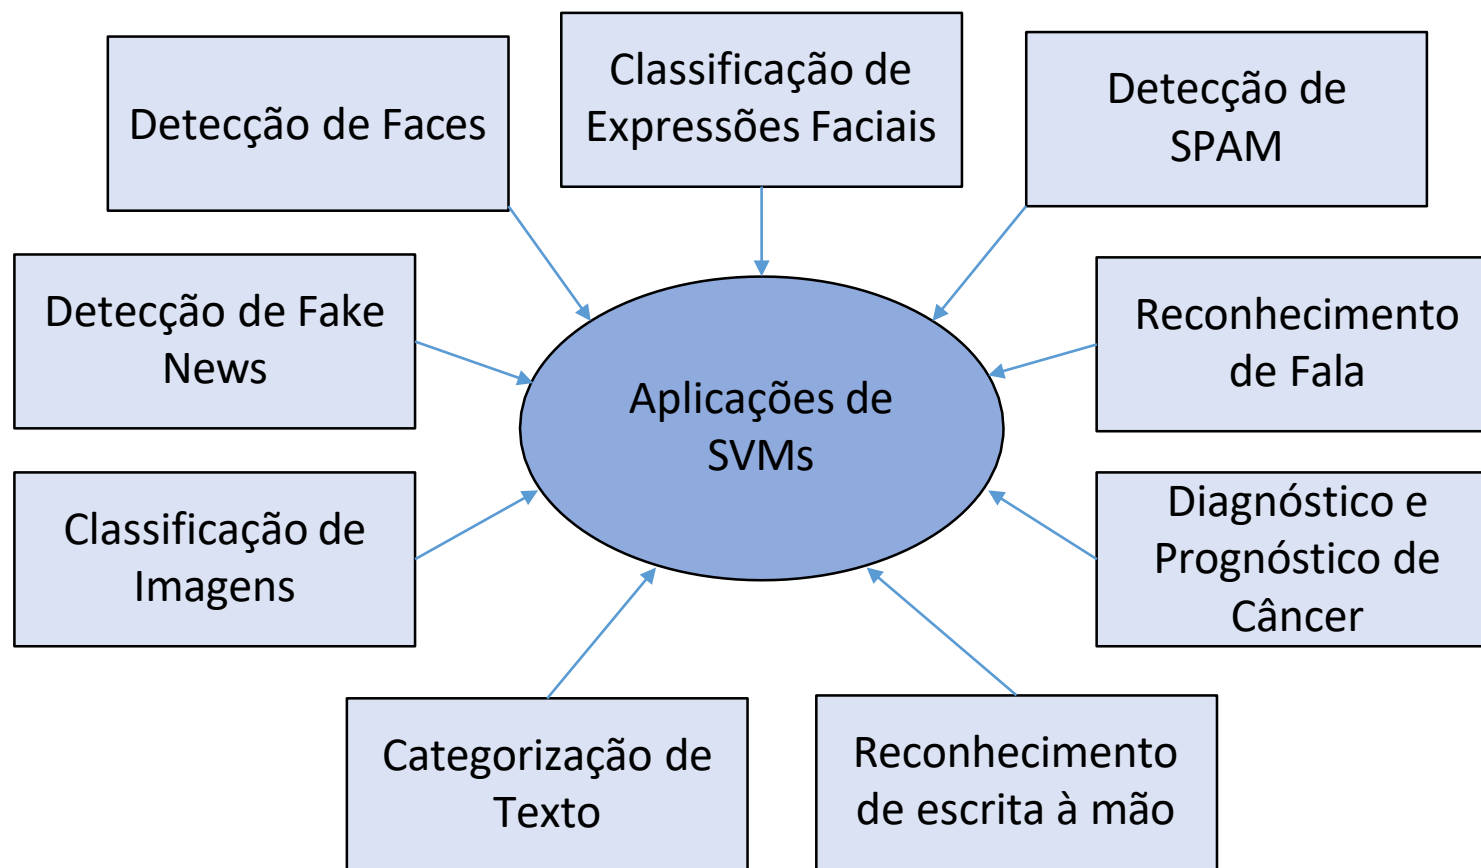 Detecção de Faces
Classificação de
Expressões Faciais
Detecção de
SPAM
Detecção de Fake
News
Reconhecimento
de Fala
Aplicações de
SVMs
Classificação de
Imagens
Diagnóstico e
Prognóstico de
Câncer
Categorização de
Texto
Reconhecimento
de escrita à mão